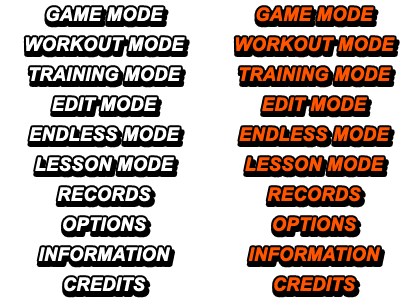 GAME MODE GAME MODE
WORKOUT MODE WORKOUT MODE
TRAINING MODE TRAINING MODE
EDIT MODE EDIT MODE
ENDLESS MODE ENDLESS MODE
LESSON MODE LESSON MODE
RECORDS RECORDS
OPTIONS OPTIONS
INFORMATION INFORMATION
CREDITS CREDITS